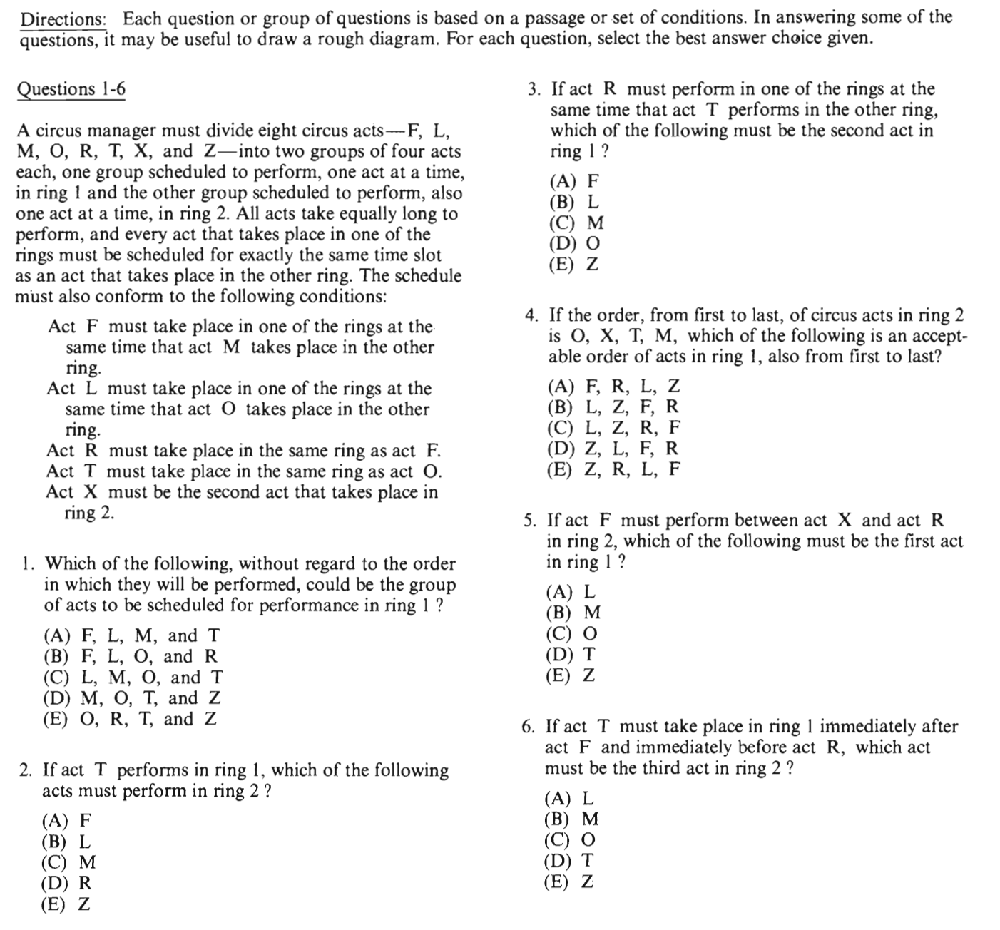 Directions: Each question or group of questions is based on a passage or set of conditions. In answering some of the
questions, it may be useful to draw a rough diagram. For each question, select the best answer choice given.
Questions 1-6
A circus manager must divide eight circus acts—F, L,
M, O, R, T, X, and Z—into two groups of four acts
each, one group scheduled to perform, one act at a time,
in ring 1 and the other group scheduled to perform, also
one act at a time, in ring 2. All acts take equally long to
perform, and every act that takes place in one of the
rings must be scheduled for exactly the same time slot
as an act that takes place in the other ring. The schedule
must also conform to the following conditions:
Act F must take place in one of the rings at the
same time that act M takes place in the other
ring.
Act L must take place in one of the rings at the
same time that act O takes place in the other
ring.
Act R must take place in the same ring as act F.
Act T must take place in the same ring as act O.
Act X must be the second act that takes place in
ring 2.
1. Which of the following, without regard to the order
in which they will be performed, could be the group
of acts to be scheduled for performance in ring 1 ?
(A) F, L, M, and T
(B) F, L, O, and R
(C) L, M, O, and T
(D) M, O, T, and Z
(E) O, R, T, and Z
2. If act T performs in ring 1, which of the following
acts must perform in ring 2 ?
(A) F
(B) L
(C) M
(D) R
(E) Z
3. If act R must perform in one of the rings at the
same time that act T performs in the other ring,
which of the following must be the second act in
ring 1 ?
(A) F
(B) L
(C) M
(D) O
(E) Z
4. If the order, from first to last, of circus acts in ring 2
is O, X, T, M, which of the following is an accept-
able order of acts in ring 1, also from first to last?
(A) F, R, L, Z
(B) L, Z, F, R
(C) L, Z, R, F
(D) Z, L, F, R
(E) Z, R, L, F
5. If act F must perform between act X and act R
in ring 2, which of the following must be the first act
in ring 1 ?
(A) L
(B) M
(C) O
(D) T
(E) Z
6. If act T must take place in ring 1 immediately after
act F and immediately before act R, which act
must be the third act in ring 2 ?
(A) L
(B) M
(C) O
(D) T
(E) Z